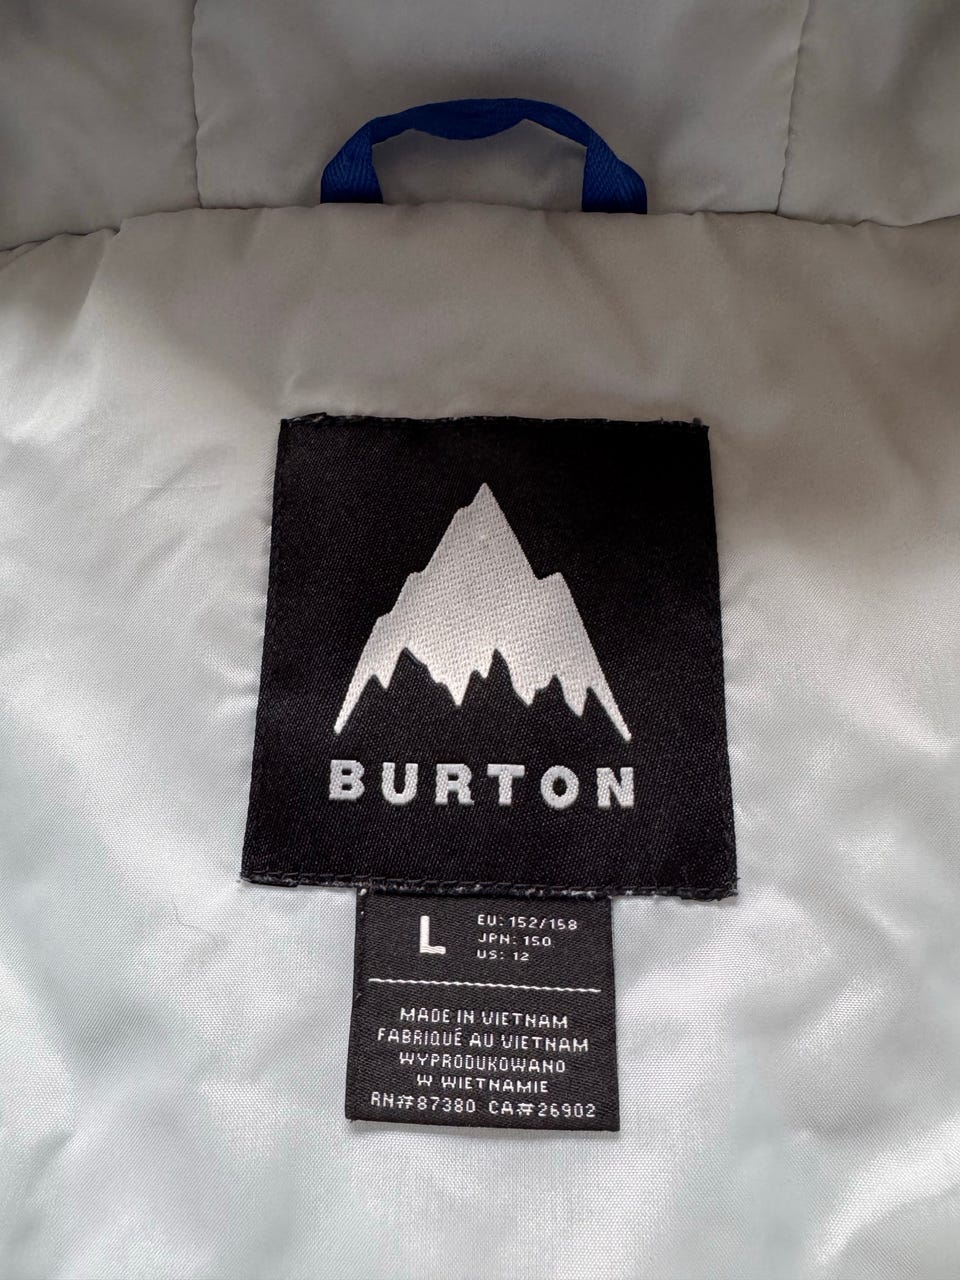 BURTON
L
EU: 152/158
JPN: 150
US: 12
MADE IN VIETNAM
FABRIQUÉ AU VIETNAM
WYPRODUKOWANO
W WIETNAMIE
RN#87380 CA#26902